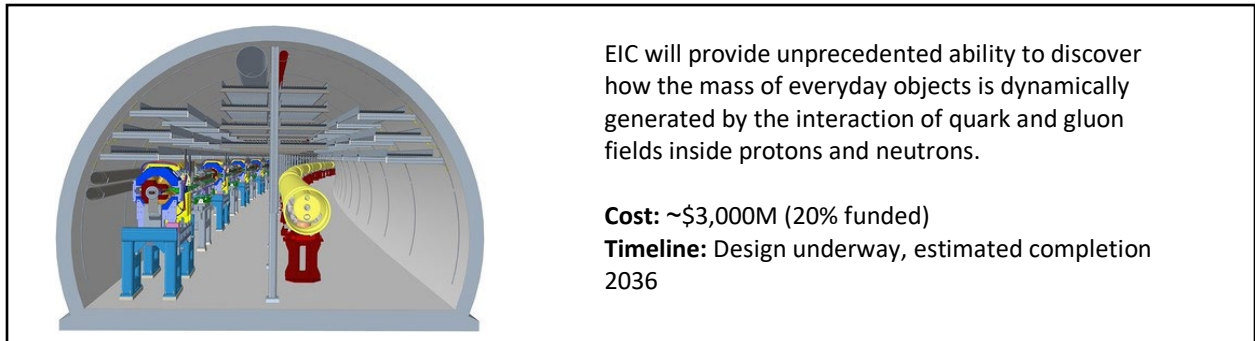 EIC will provide unprecedented ability to discover
how the mass of everyday objects is dynamically
generated by the interaction of quark and gluon
fields inside protons and neutrons.
Cost: ~$3,000M (20% funded)
Timeline: Design underway, estimated completion
2036